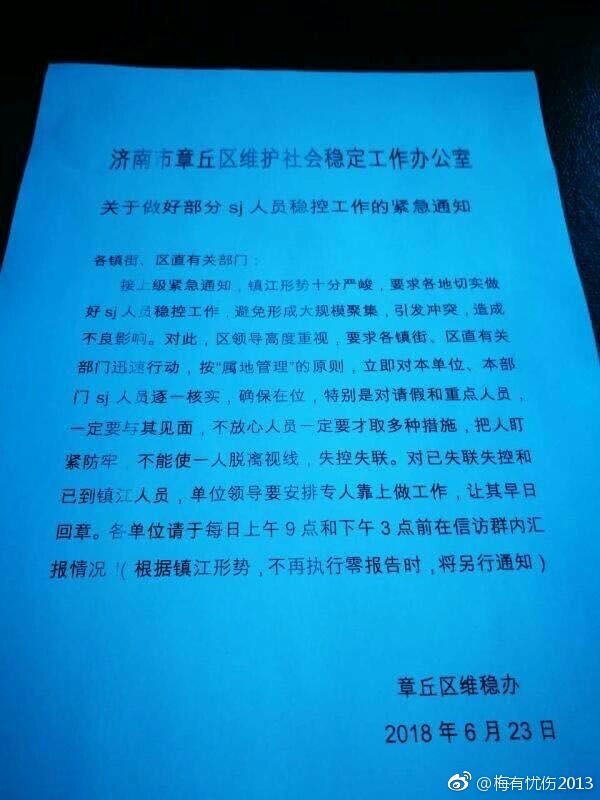 济南市章丘区维护社会稳定工作办公室
关于做好部分 sj 人员稳控工作的紧急通知
各镇街、区直有关部门：
接上级紧急通知，镇江形势十分严峻，要求各地切实做
好 sj 人员稳控工作，避免形成大规模聚集，引发冲突，造成
不良影响。对此，区领导高度重视，要求各镇街、区直有关
部门迅速行动，按“属地管理”的原则，立即对本单位、本部
门 sj 人员逐一核实，确保在位，特别是对请假和重点人员，
一定要与其见面，不放心人员一定要才取多种措施，把人盯
紧防牢，不能使一人脱离视线，失控失联。对已失联失控和
已到镇江人员，单位领导要安排专人靠上做工作，让其早日
回章。各单位请于每日上午 9 点和下午 3 点前在信访群内汇
报情况！（根据镇江形势，不再执行零报告时，将另行通知）
章丘区维稳办
2018 年 6 月 23 日
@梅有忧伤2013